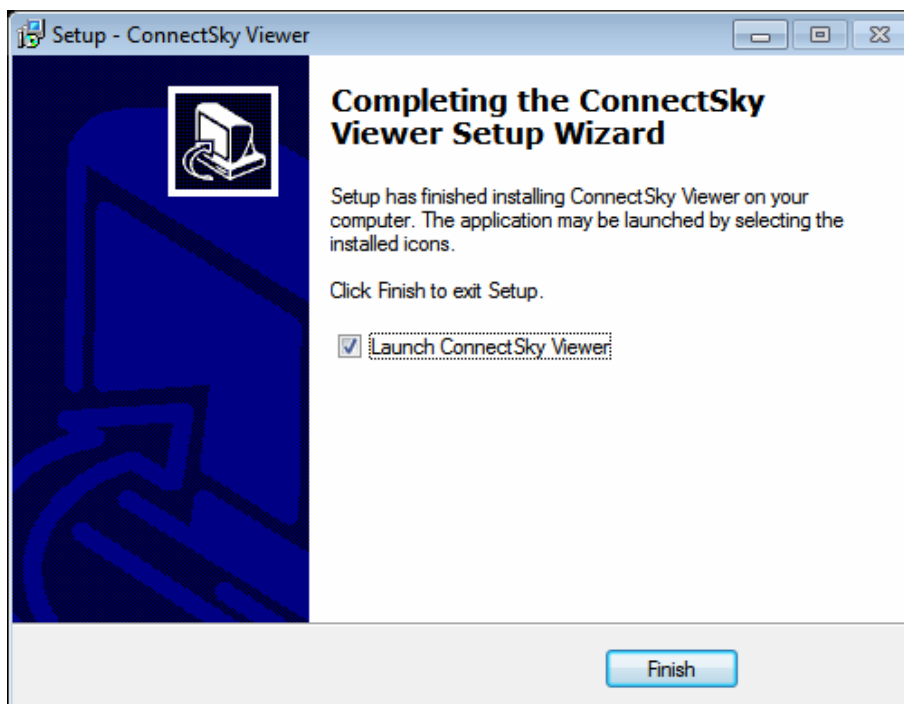 Setup - ConnectSky Viewer
Completing the ConnectSky
Viewer Setup Wizard
Setup has finished installing ConnectSky Viewer on your
computer. The application may be launched by selecting the
installed icons.
Click Finish to exit Setup.
Launch ConnectSky Viewer
Finish